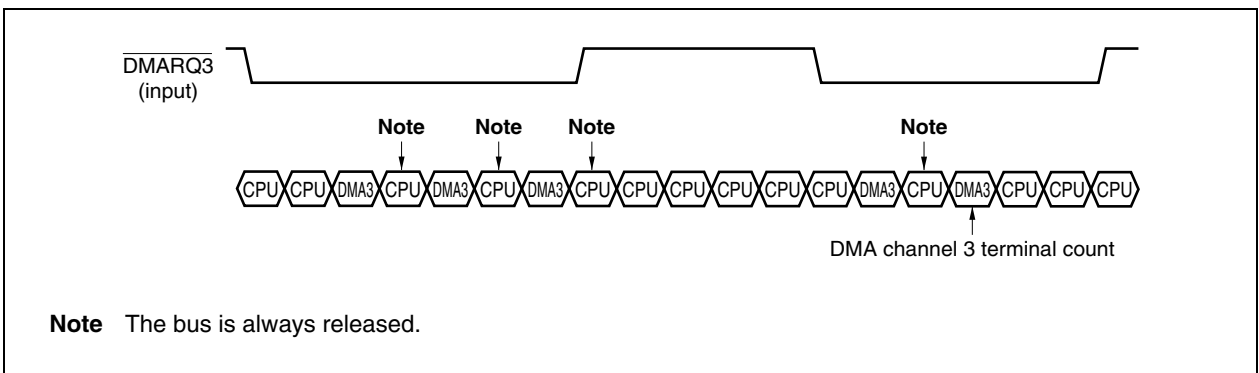 DMARQ3
(input)
Note Note Note Note
CPU CPU DMA3 CPU DMA3 CPU DMA3 CPU CPU CPU CPU CPU CPU DMA3 CPU DMA3 CPU CPU CPU
DMA channel 3 terminal count
Note The bus is always released.